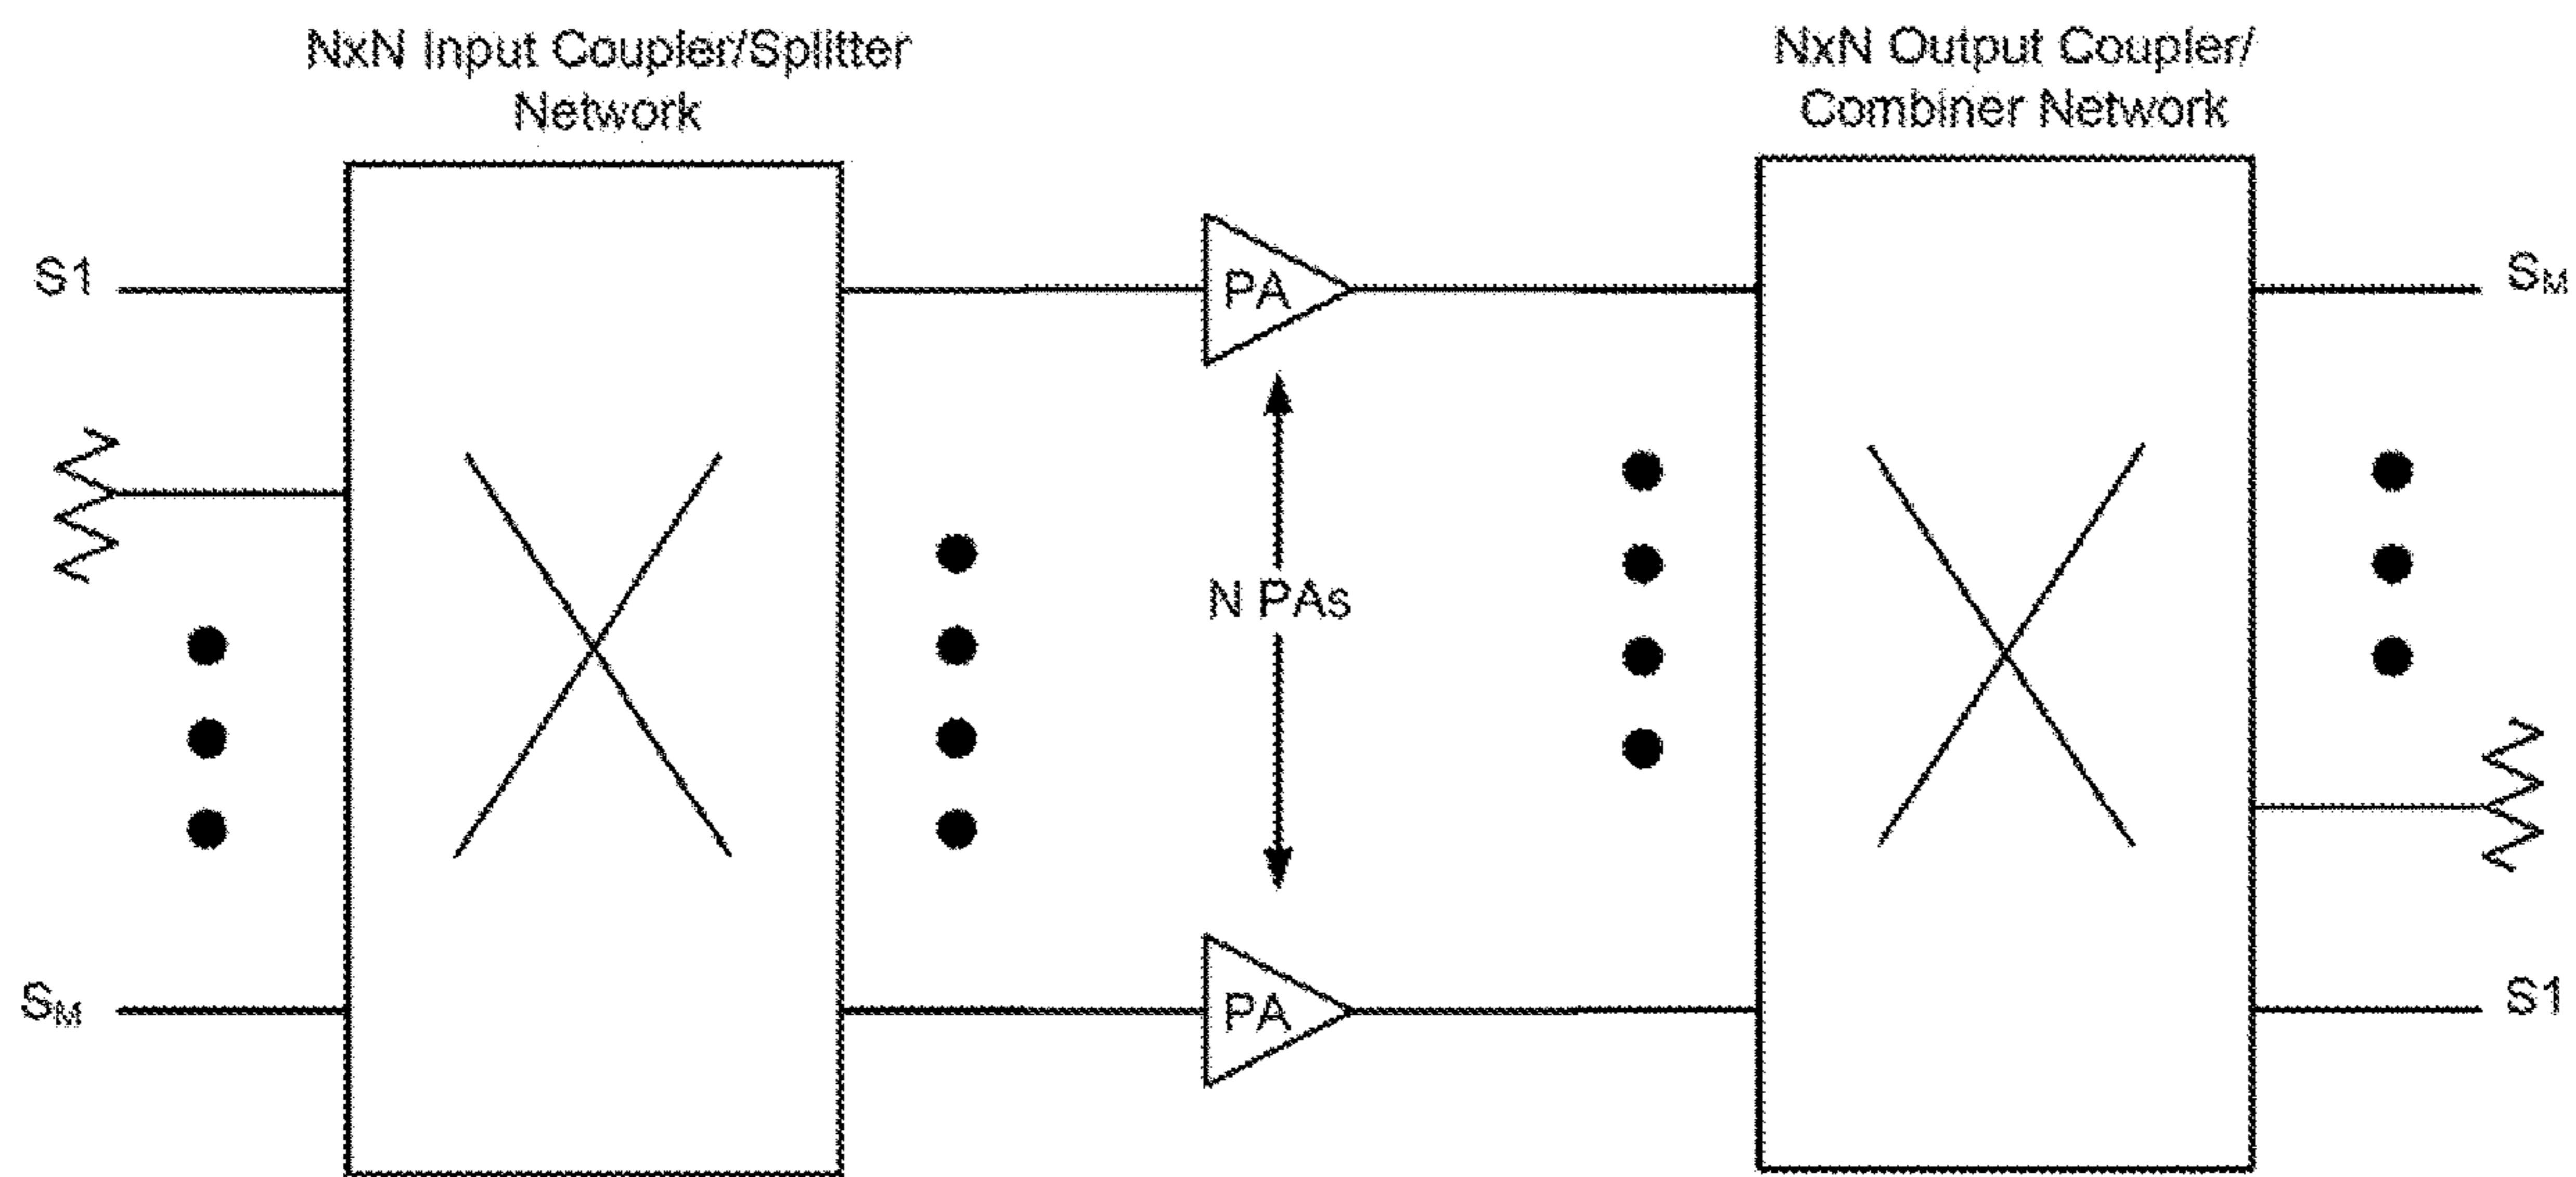 NxN Input Coupler/Splitter
Network
NxN Output Coupler/
Combiner Network
S1
PA
SM
N PAs
SM
PA
S1